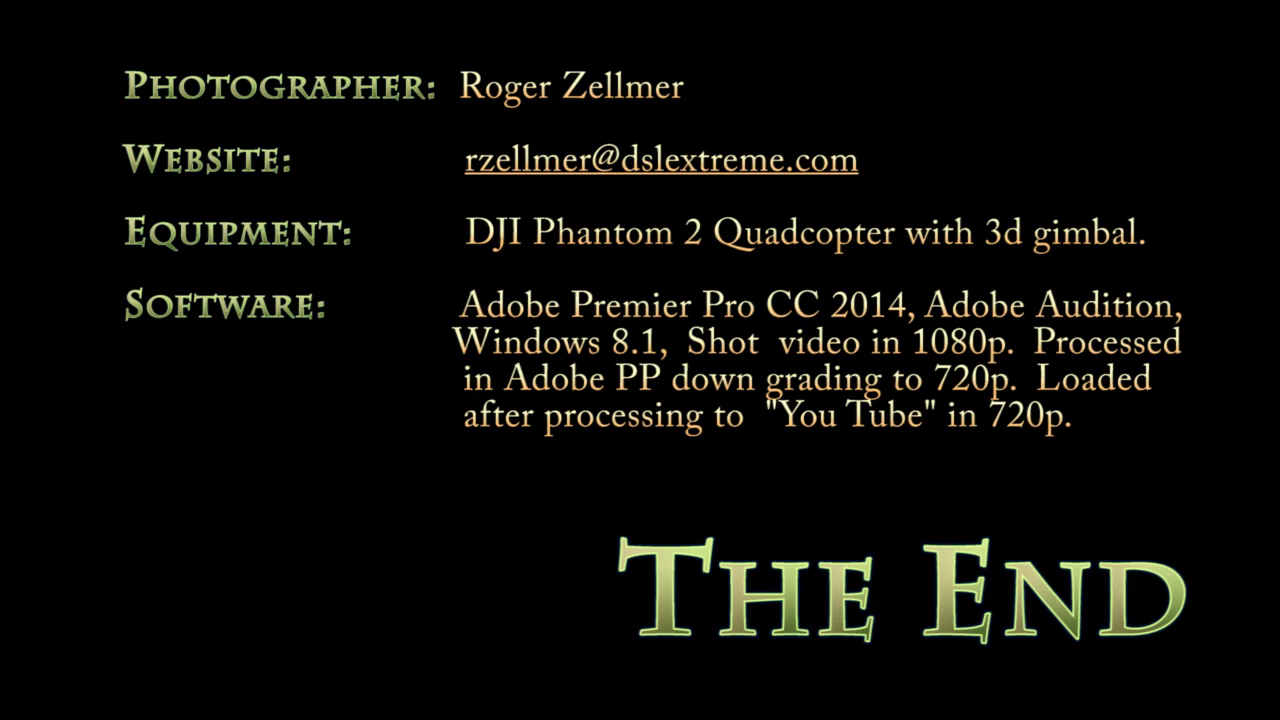 Photographer: Roger Zellmer
Website: rzellmer@dslextreme.com
Equipment: DJI Phantom 2 Quadcopter with 3d gimbal.
Software: Adobe Premier Pro CC 2014, Adobe Audition,
Windows 8.1, Shot video in 1080p. Processed
in Adobe PP down grading to 720p. Loaded
after processing to "You Tube" in 720p.
The End